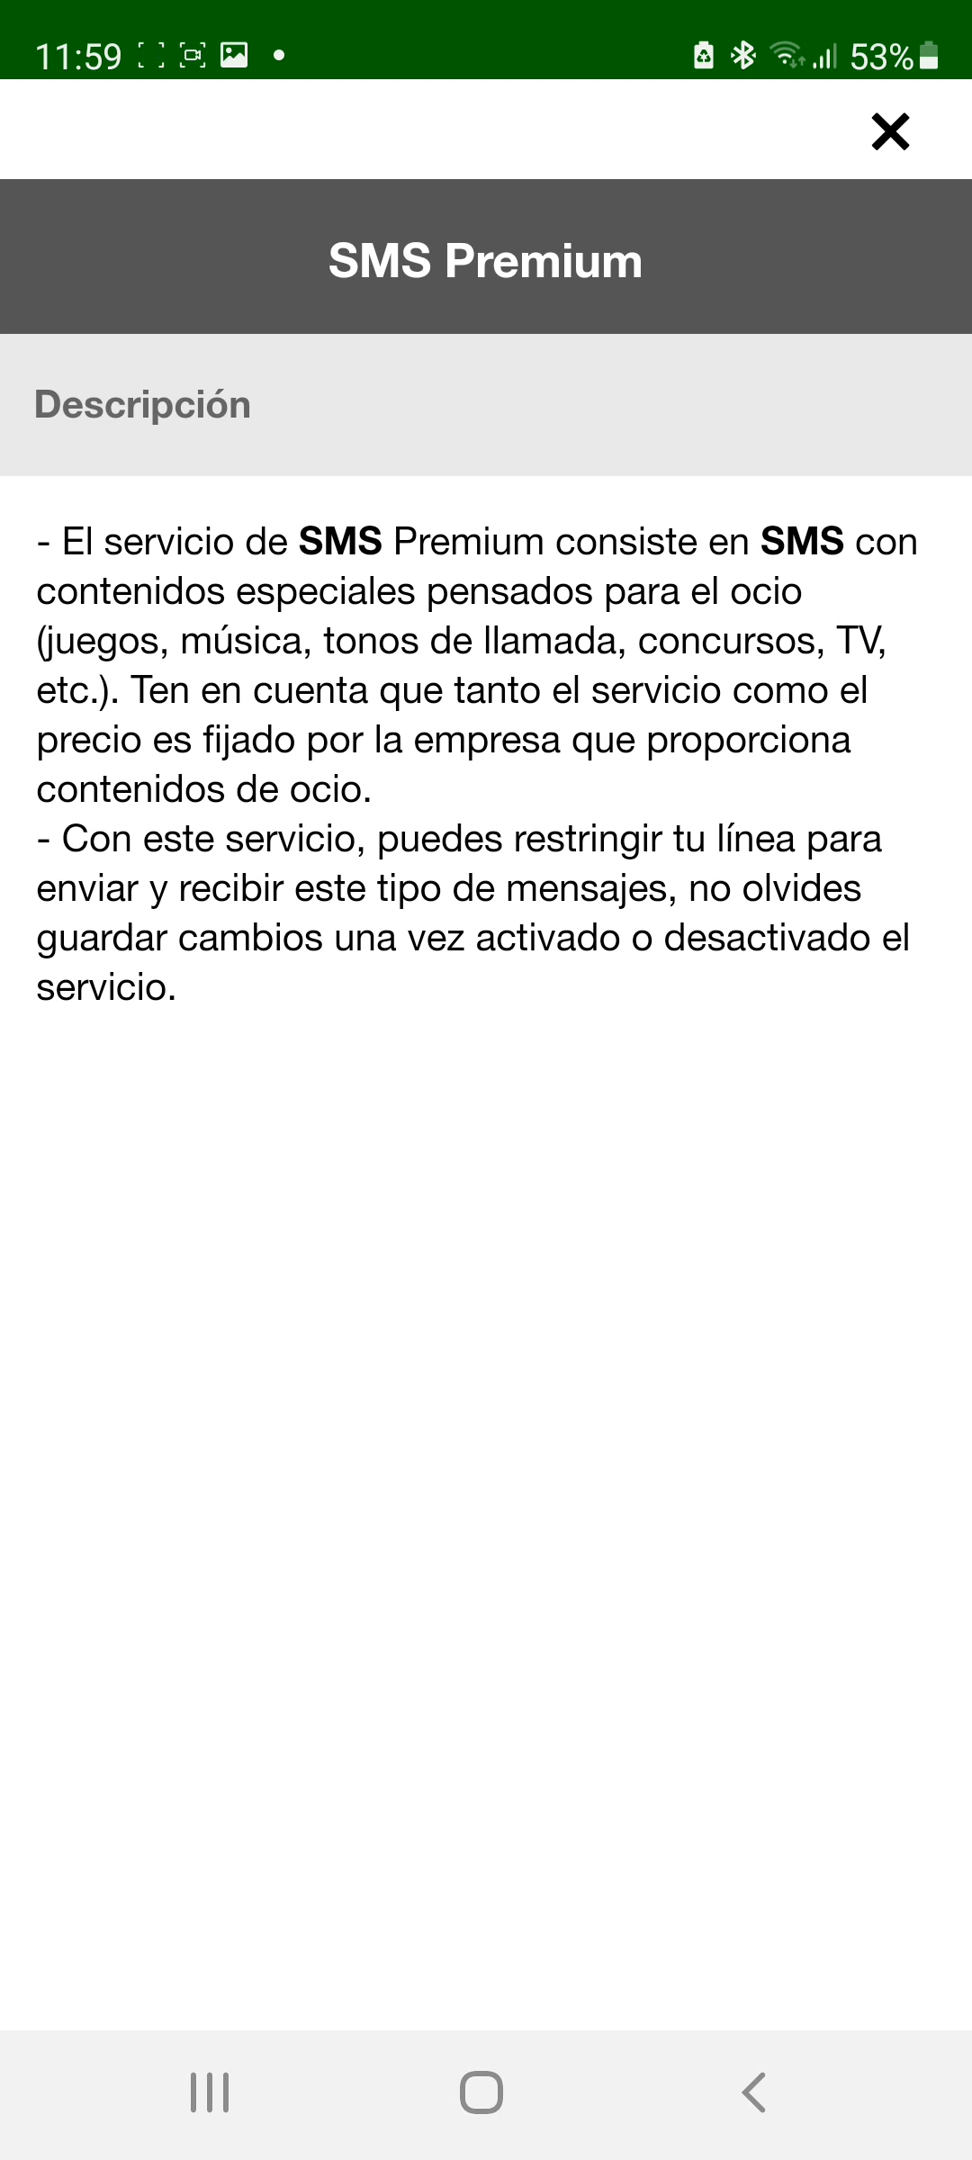 11:59
53%
SMS Premium
Descripción
- El servicio de SMS Premium consiste en SMS con
contenidos especiales pensados para el ocio
(juegos, música, tonos de llamada, concursos, TV,
etc.). Ten en cuenta que tanto el servicio como el
precio es fijado por la empresa que proporciona
contenidos de ocio.
- Con este servicio, puedes restringir tu línea para
enviar y recibir este tipo de mensajes, no olvides
guardar cambios una vez activado o desactivado el
servicio.